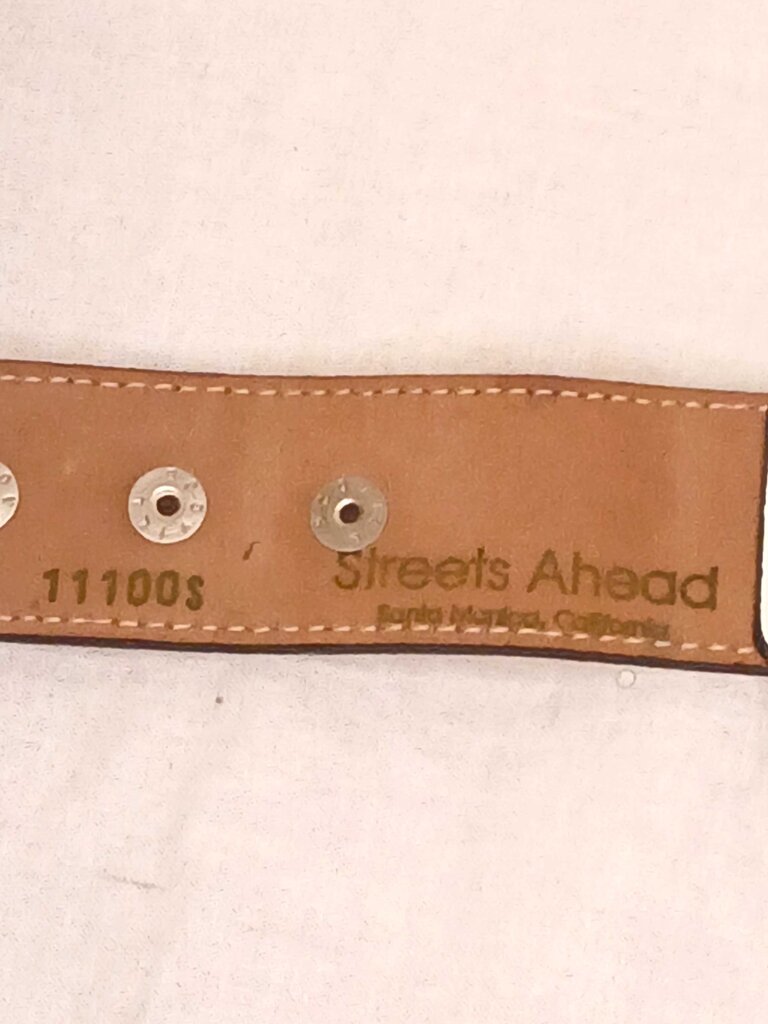 11100S
Streets Ahead
Santa Monica, California